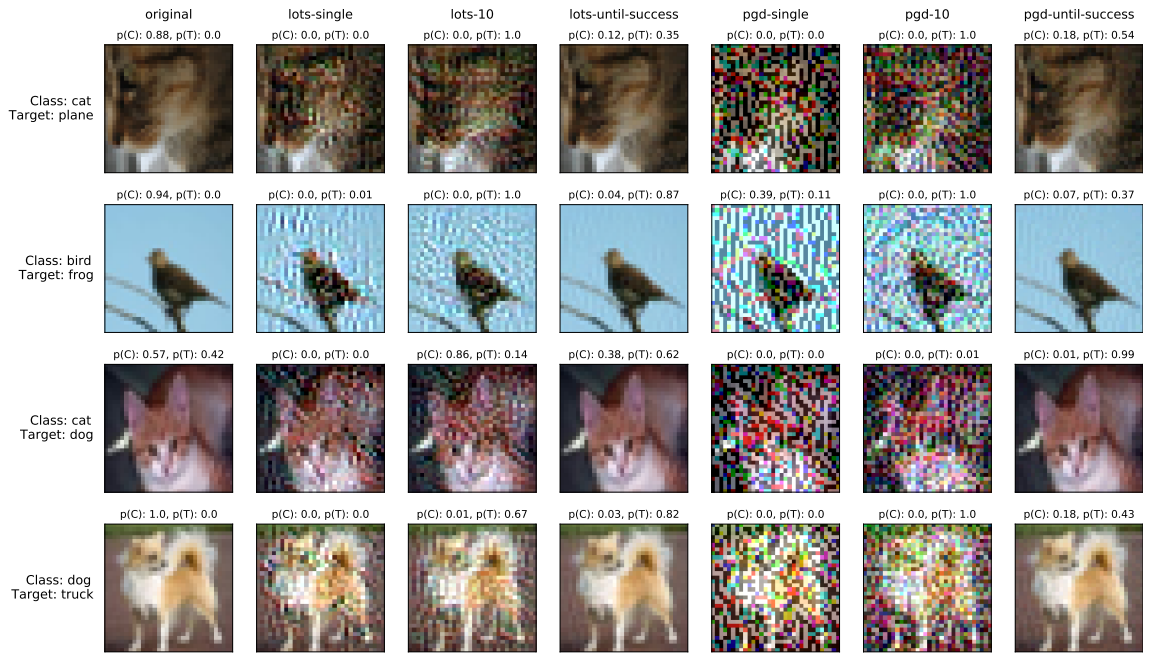 original lots-single lots-10 lots-until-success pgd-single pgd-10 pgd-until-success
p(C): 0.88, p(T): 0.0 p(C): 0.0, p(T): 0.0 p(C): 0.0, p(T): 1.0 p(C): 0.12, p(T): 0.35 p(C): 0.0, p(T): 0.0 p(C): 0.0, p(T): 1.0 p(C): 0.18, p(T): 0.54
Class: cat
Target: plane
p(C): 0.94, p(T): 0.0 p(C): 0.0, p(T): 0.01 p(C): 0.0, p(T): 1.0 p(C): 0.04, p(T): 0.87 p(C): 0.39, p(T): 0.11 p(C): 0.0, p(T): 1.0 p(C): 0.07, p(T): 0.37
Class: bird
Target: frog
p(C): 0.57, p(T): 0.42 p(C): 0.0, p(T): 0.0 p(C): 0.86, p(T): 0.14 p(C): 0.38, p(T): 0.62 p(C): 0.0, p(T): 0.0 p(C): 0.0, p(T): 0.01 p(C): 0.01, p(T): 0.99
Class: cat
Target: dog
p(C): 1.0, p(T): 0.0 p(C): 0.0, p(T): 0.0 p(C): 0.01, p(T): 0.67 p(C): 0.03, p(T): 0.82 p(C): 0.0, p(T): 0.0 p(C): 0.0, p(T): 1.0 p(C): 0.18, p(T): 0.43
Class: dog
Target: truck